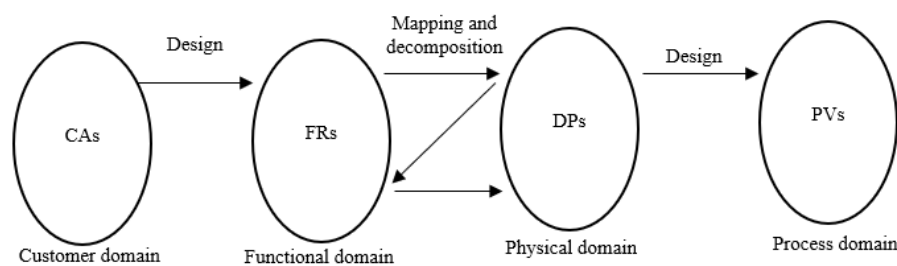 Mapping and
decomposition
Design
Design
CAs
FRs
DPs
PVs
Customer domain
Functional domain
Physical domain
Process domain